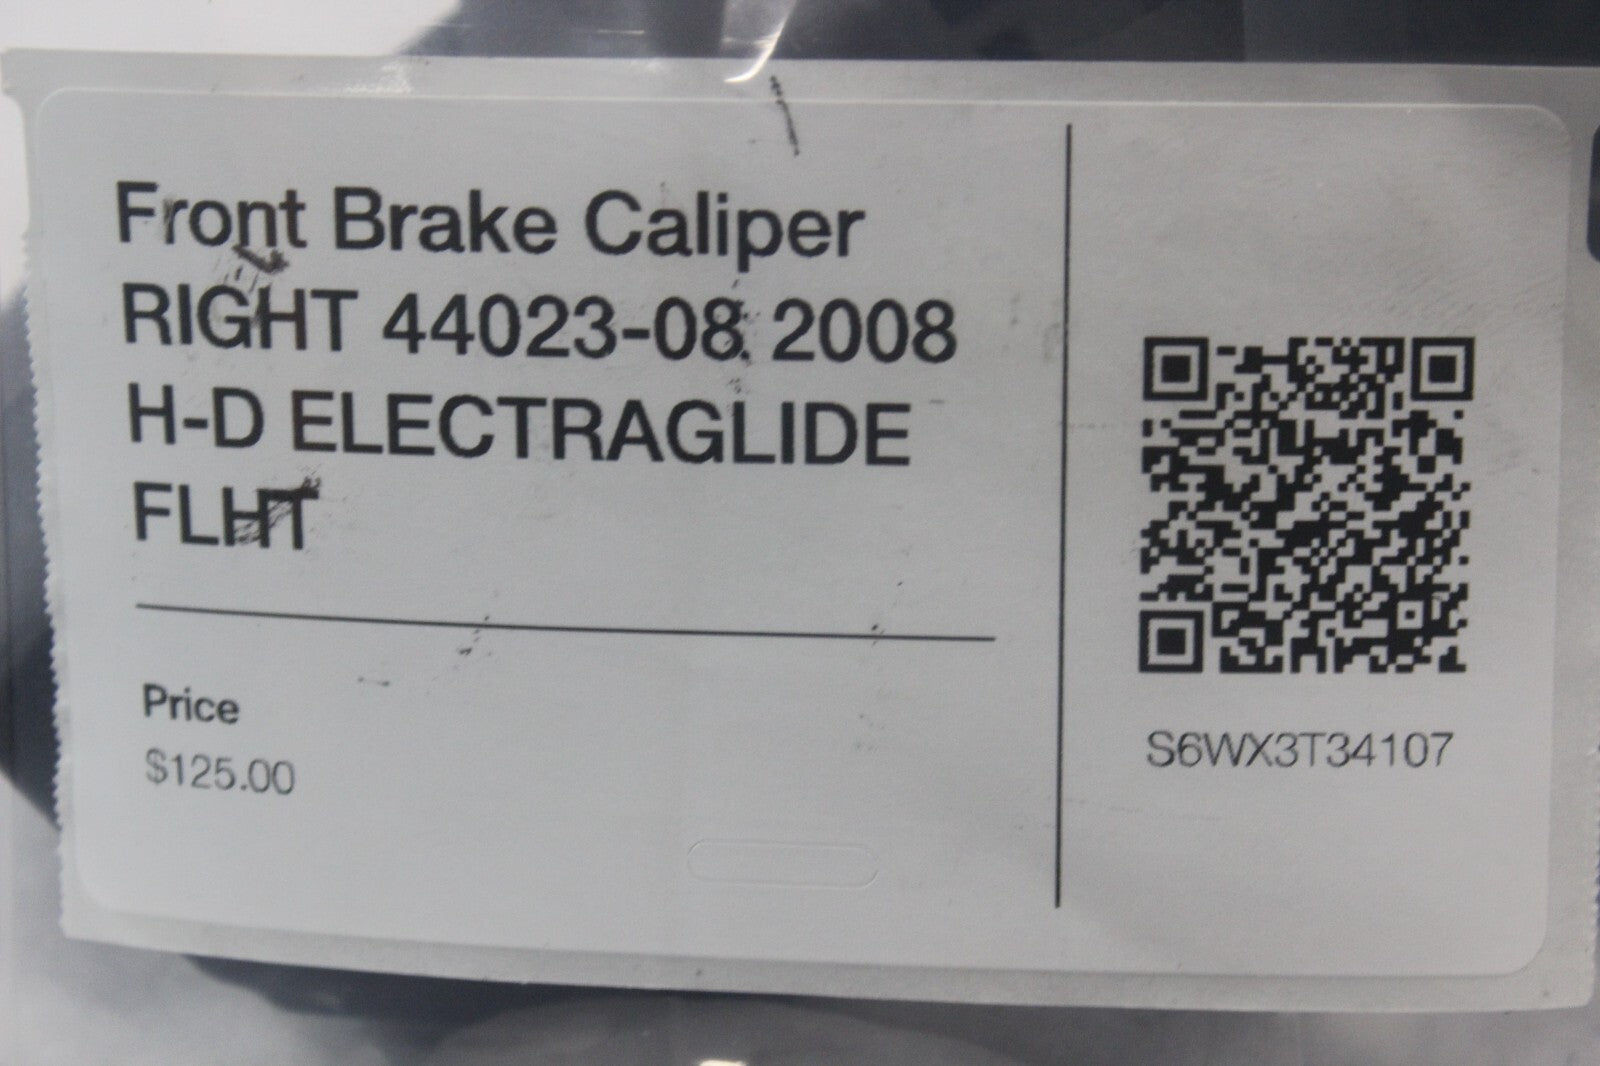 Front Brake Caliper
RIGHT 44023-08 2008
H-D ELECTRAGLIDE
FLHT
Price
$125.00
S6WX3T34107